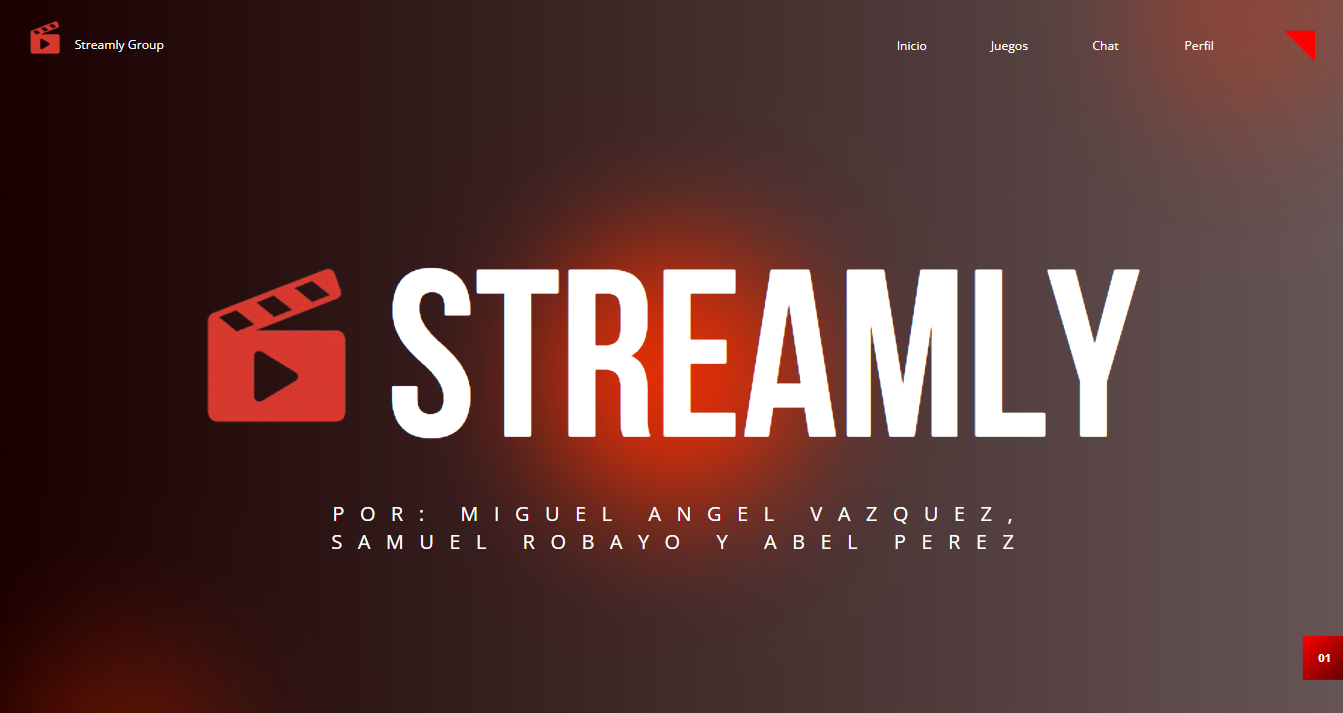 Streamly Group
Inicio
Juegos
Chat
Perfil
STREAMLY
POR: MIGUEL ANGEL VAZQUEZ,
SAMUEL ROBAYO Y ABEL PEREZ
01